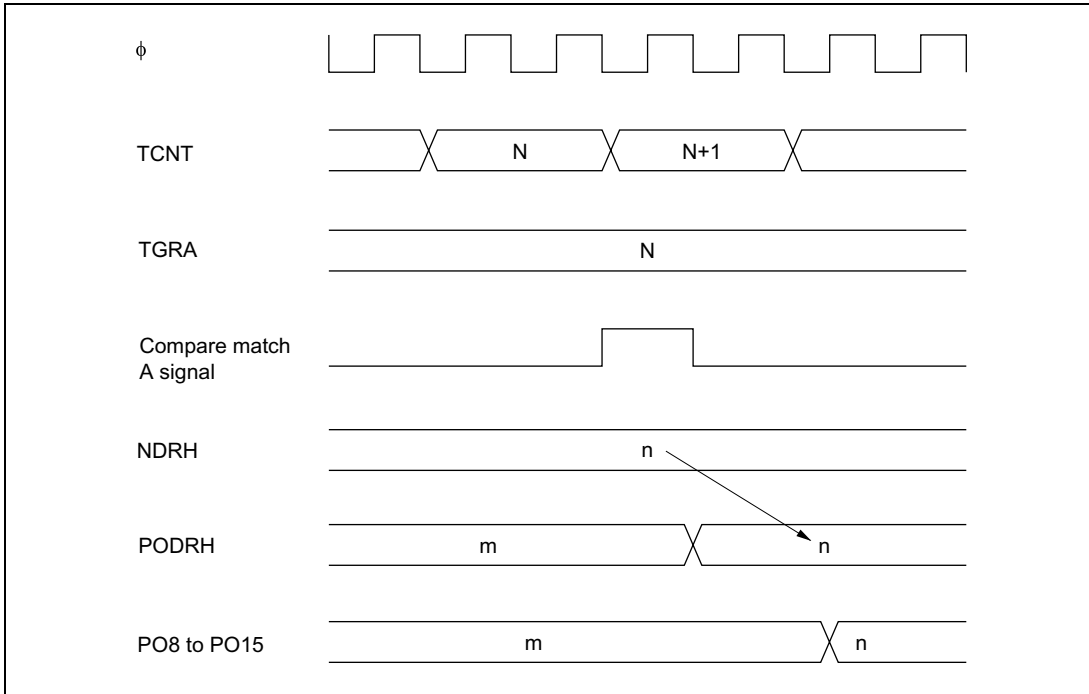 ϕ
TCNT
N
N+1
TGRA
N
Compare match
A signal
NDRH
n
PODRH
m
n
PO8 to PO15
m
n